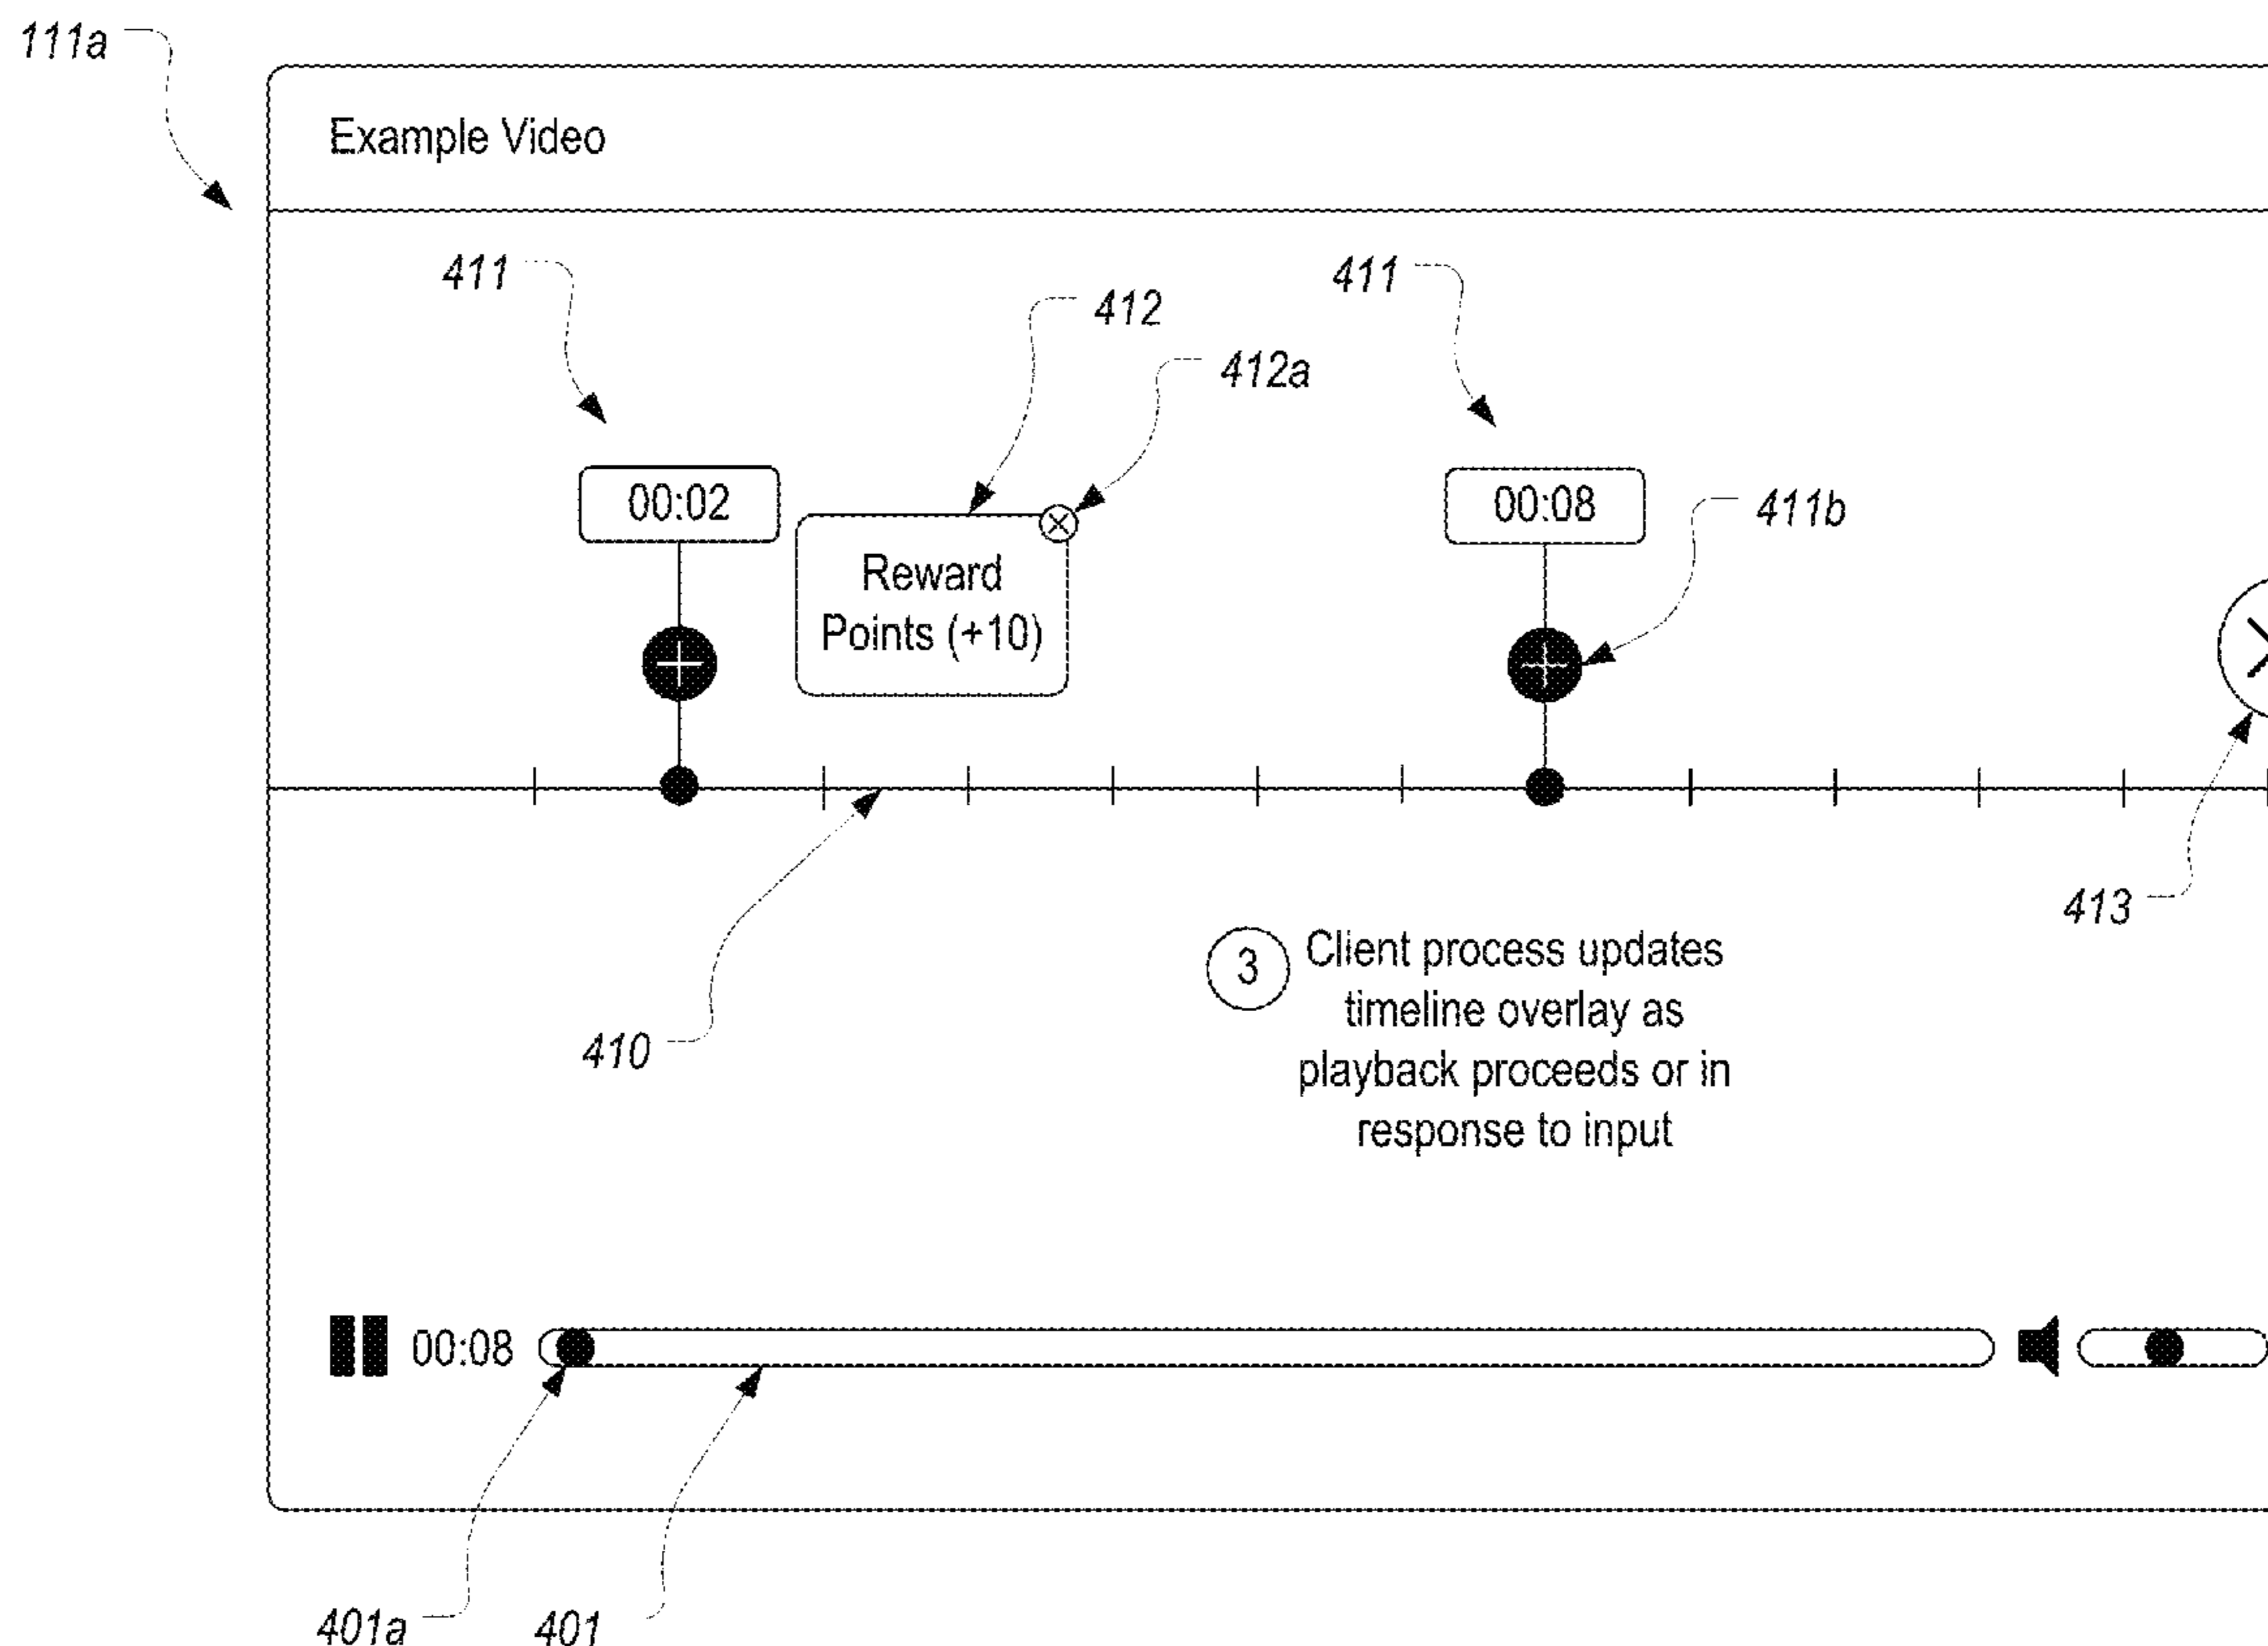 111a
Example Video
411
412
411
412a
00:02
00:08
411b
Reward
Points (+10)
413
3
Client process updates
timeline overlay as
playback proceeds or in
response to input
410
00:08
401a
401